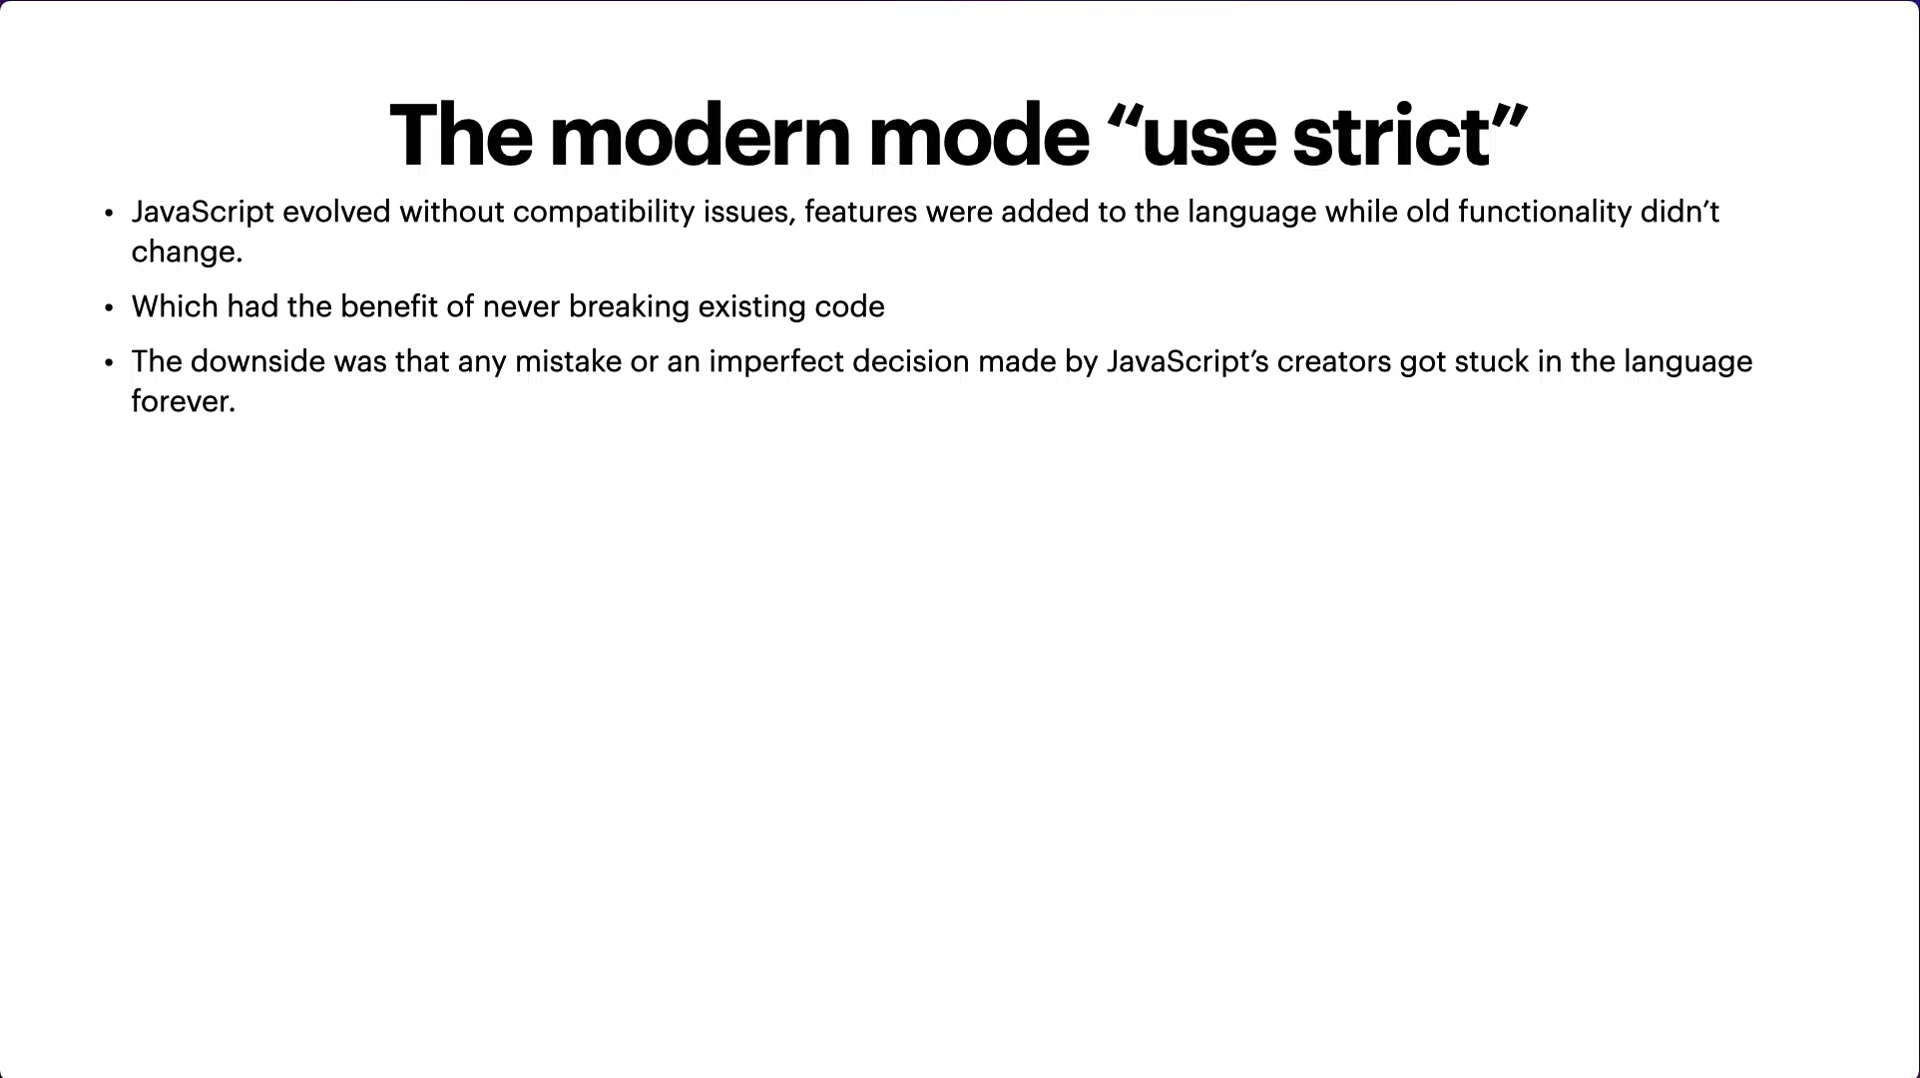 The modern mode “use strict”
• JavaScript evolved without compatibility issues, features were added to the language while old functionality didn’t
change.
• Which had the benefit of never breaking existing code
• The downside was that any mistake or an imperfect decision made by JavaScript’s creators got stuck in the language
forever.